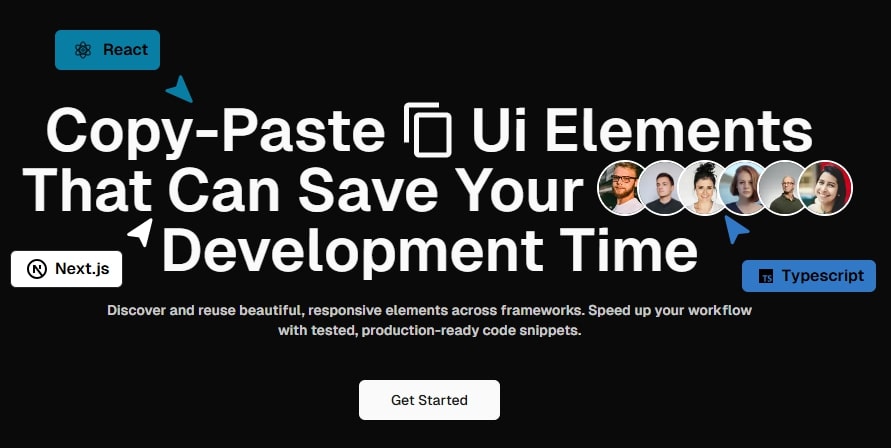 React
Copy-Paste Ui Elements
That Can Save Your
Development Time
Next.js
TS Typescript
Discover and reuse beautiful, responsive elements across frameworks. Speed up your workflow
with tested, production-ready code snippets.
Get Started